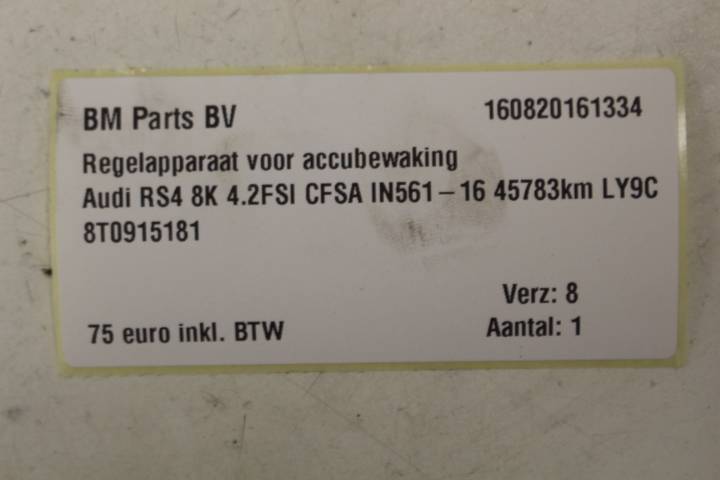 BM Parts BV 160820161334
Regelapparaat voor accubewaking
Audi RS4 8K 4.2FSI CFSA IN561-16 45783km LY9C
8T0915181
Verz: 8
75 euro inkl. BTW Aantal: 1